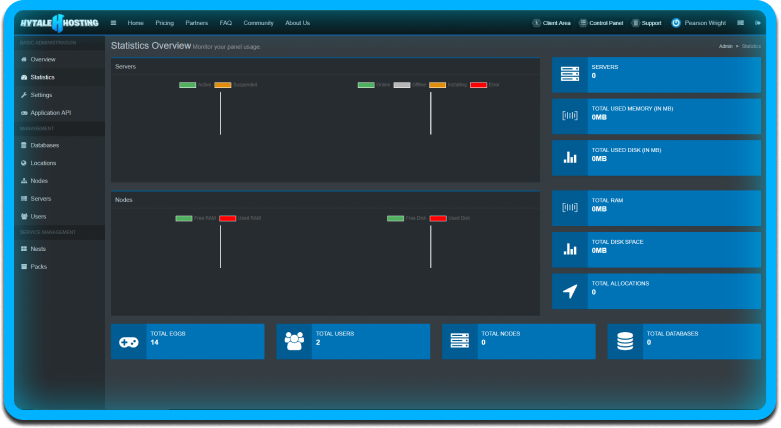 HYTALE HOSTING
Home Pricing Partners FAQ Community About Us
Client Area Control Panel Support Pearson Wright
BASIC ADMINISTRATION
Overview
Statistics
Settings
Application API
MANAGEMENT
Databases
Locations
Nodes
Servers
Users
SERVICE MANAGEMENT
Nests
Packs
Statistics Overview Monitor your panel usage.
Admin Statistics
Servers
Active Suspended
Online Offline Installing Error
Nodes
Free RAM Used RAM
Free Disk Used Disk
SERVERS
0
TOTAL USED MEMORY (IN MB)
0MB
TOTAL USED DISK (IN MB)
0MB
TOTAL RAM
0MB
TOTAL DISK SPACE
0MB
TOTAL ALLOCATIONS
0
TOTAL EGGS
14
TOTAL USERS
2
TOTAL NODES
0
TOTAL DATABASES
0